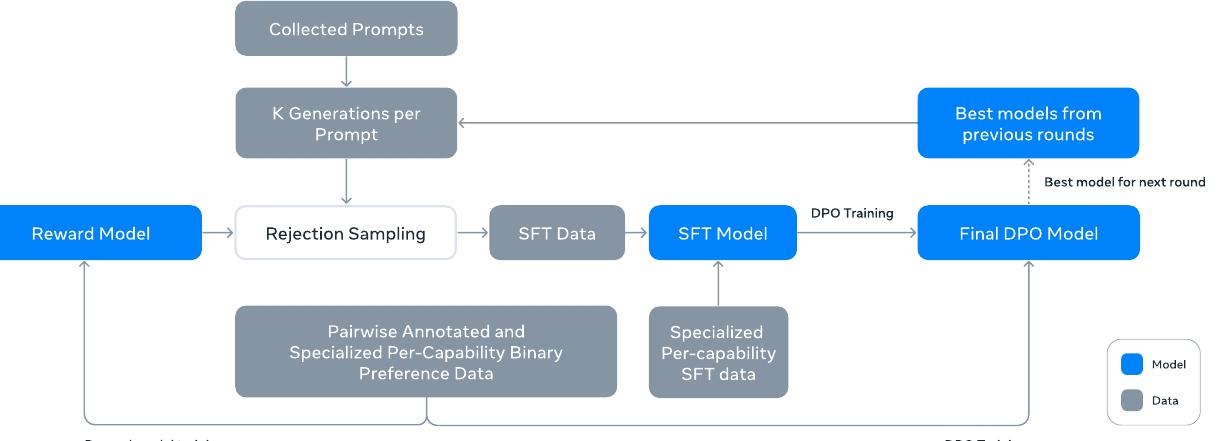 Collected Prompts
K Generations per
Prompt
Best models from
previous rounds
Best model for next round
Reward Model
Rejection Sampling
SFT Data
SFT Model
DPO Training
Final DPO Model
Pairwise Annotated and
Specialized Per-Capability Binary
Preference Data
Specialized
Per-capability
SFT data
Model
Data